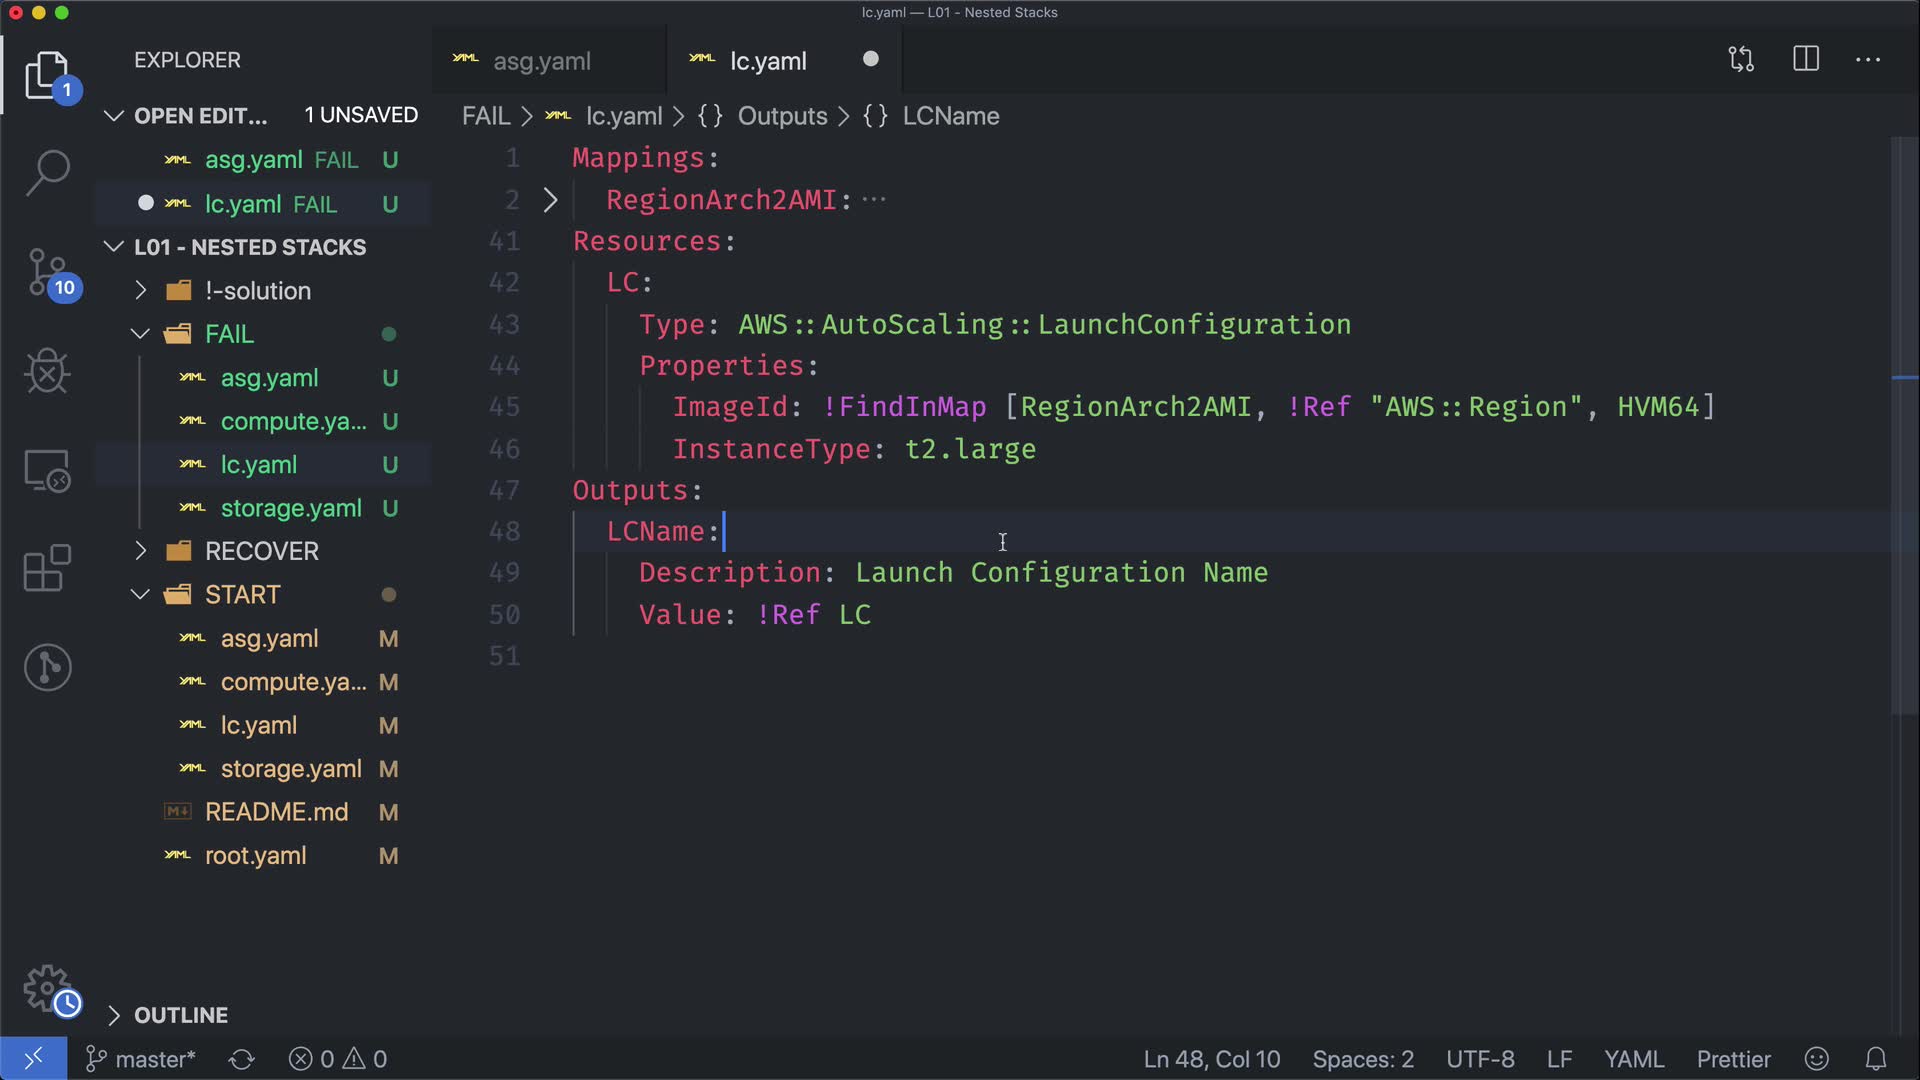 lc.yaml — L01 - Nested Stacks
EXPLORER
OPEN EDIT... 1 UNSAVED
asg.yaml FAIL U
lc.yaml FAIL U
L01 - NESTED STACKS
!-solution
FAIL
asg.yaml U
compute.ya... U
lc.yaml U
storage.yaml U
RECOVER
START
asg.yaml M
compute.ya... M
lc.yaml M
storage.yaml M
README.md M
root.yaml M
OUTLINE
1
10
asg.yaml
lc.yaml
FAIL > lc.yaml > {} Outputs > {} LCName
1 Mappings:
2 RegionArch2AMI: ...
41 Resources:
42 LC:
43 Type: AWS::AutoScaling::LaunchConfiguration
44 Properties:
45 ImageId: !FindInMap [RegionArch2AMI, !Ref "AWS::Region", HVM64]
46 InstanceType: t2.large
47 Outputs:
48 LCName:
49 Description: Launch Configuration Name
50 Value: !Ref LC
51
master* 0 0 Ln 48, Col 10 Spaces: 2 UTF-8 LF YAML Prettier